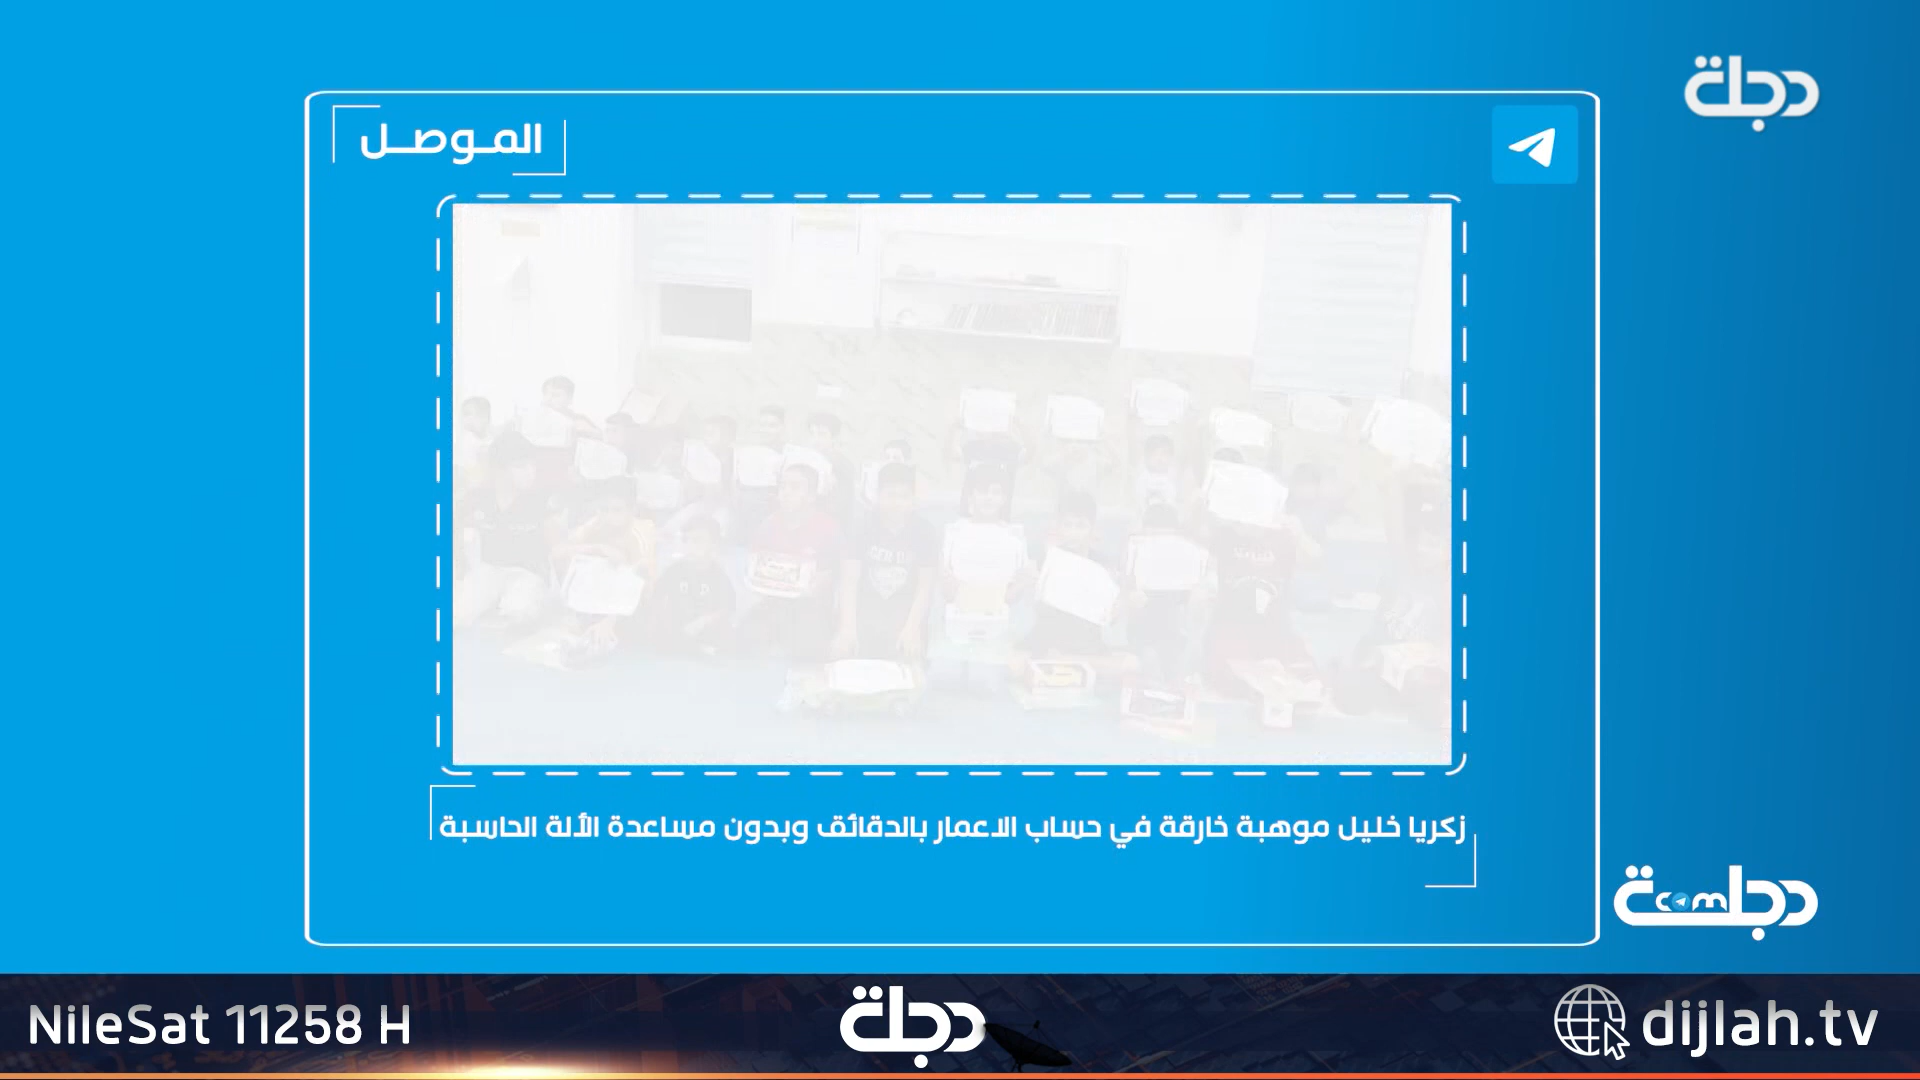 دجلة
الموصل
زكريا خليل موهبة خارقة في حساب الاعمار بالدقائق وبدون مساعدة الألة الحاسبة
دجلة com
NileSat 11258 H
دجلة
dijlah.tv